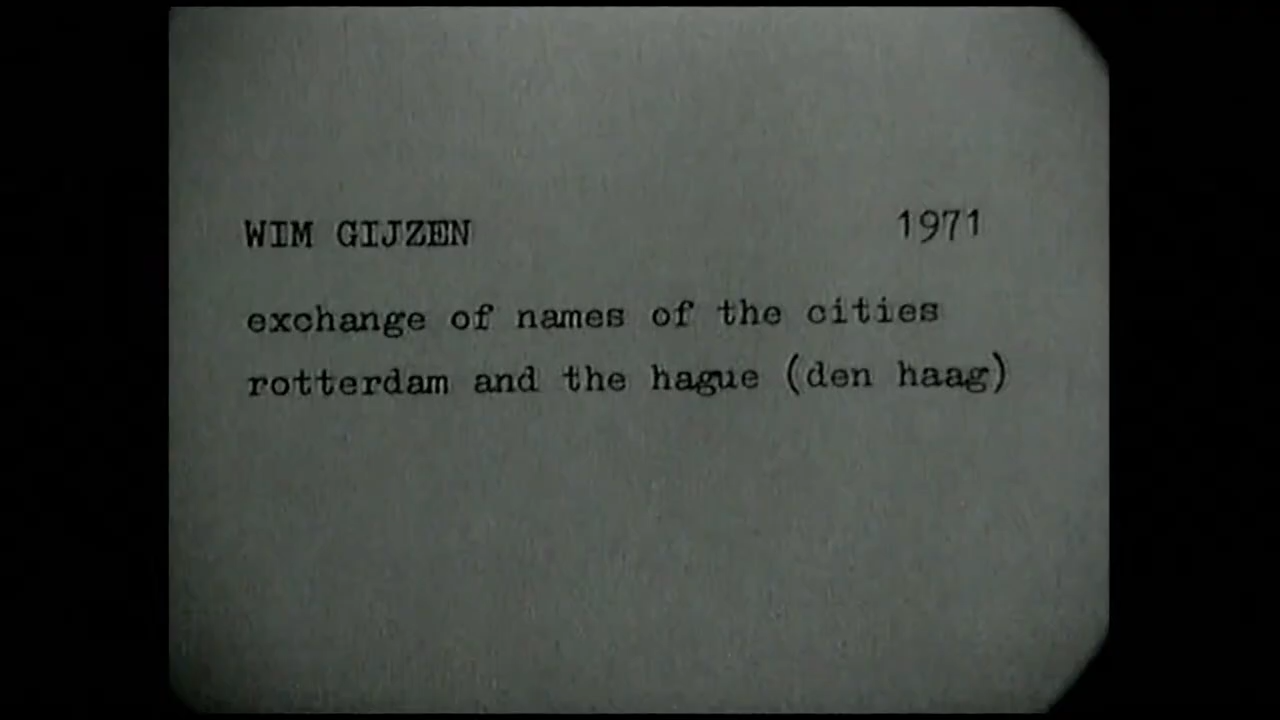 WIM GIJZEN 1971
exchange of names of the cities
rotterdam and the hague (den haag)